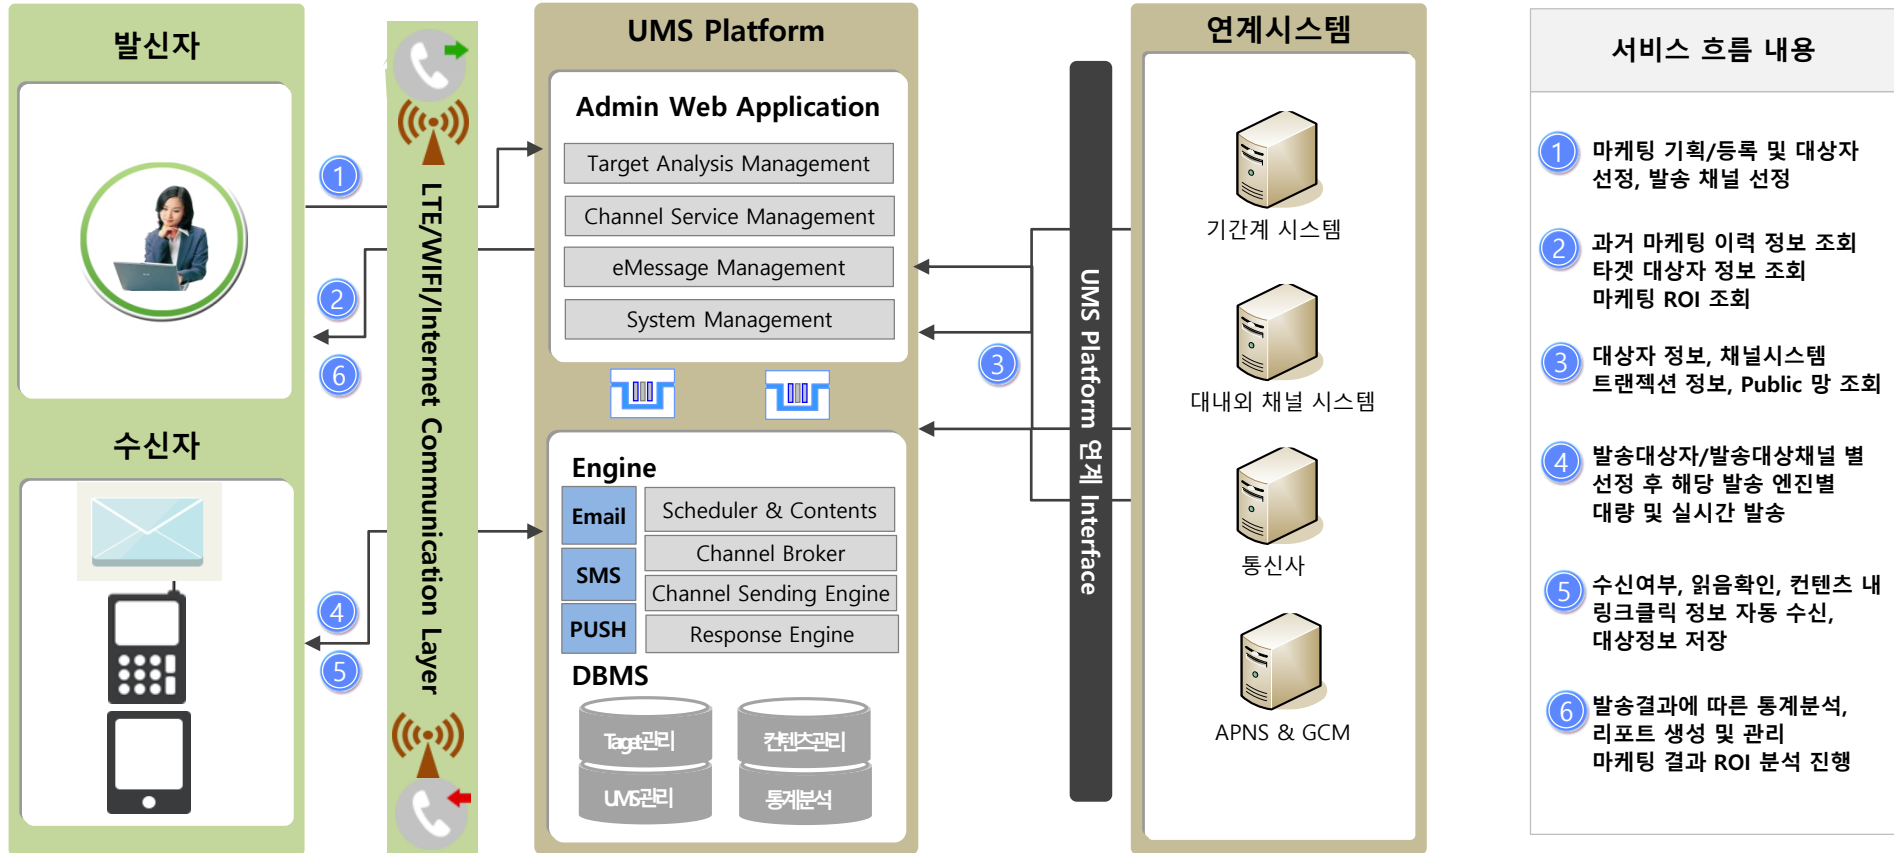 발신자
1
2
6
수신자
4
5
LTE/WIFI/Internet Communication Layer
UMS Platform
Admin Web Application
Target Analysis Management
Channel Service Management
eMessage Management
System Management
Engine
Email
SMS
PUSH
Scheduler & Contents
Channel Broker
Channel Sending Engine
Response Engine
DBMS
Target관리
컨텐츠관리
UMS관리
통계분석
3
UMS Platform 연계 Interface
연계시스템
기간계 시스템
대내외 채널 시스템
통신사
APNS & GCM
서비스 흐름 내용
1 마케팅 기획/등록 및 대상자
선정, 발송 채널 선정
2 과거 마케팅 이력 정보 조회
타겟 대상자 정보 조회
마케팅 ROI 조회
3 대상자 정보, 채널시스템
트랜젝션 정보, Public 망 조회
4 발송대상자/발송대상채널 별
선정 후 해당 발송 엔진별
대량 및 실시간 발송
5 수신여부, 읽음확인, 컨텐츠 내
링크클릭 정보 자동 수신,
대상정보 저장
6 발송결과에 따른 통계분석,
리포트 생성 및 관리
마케팅 결과 ROI 분석 진행